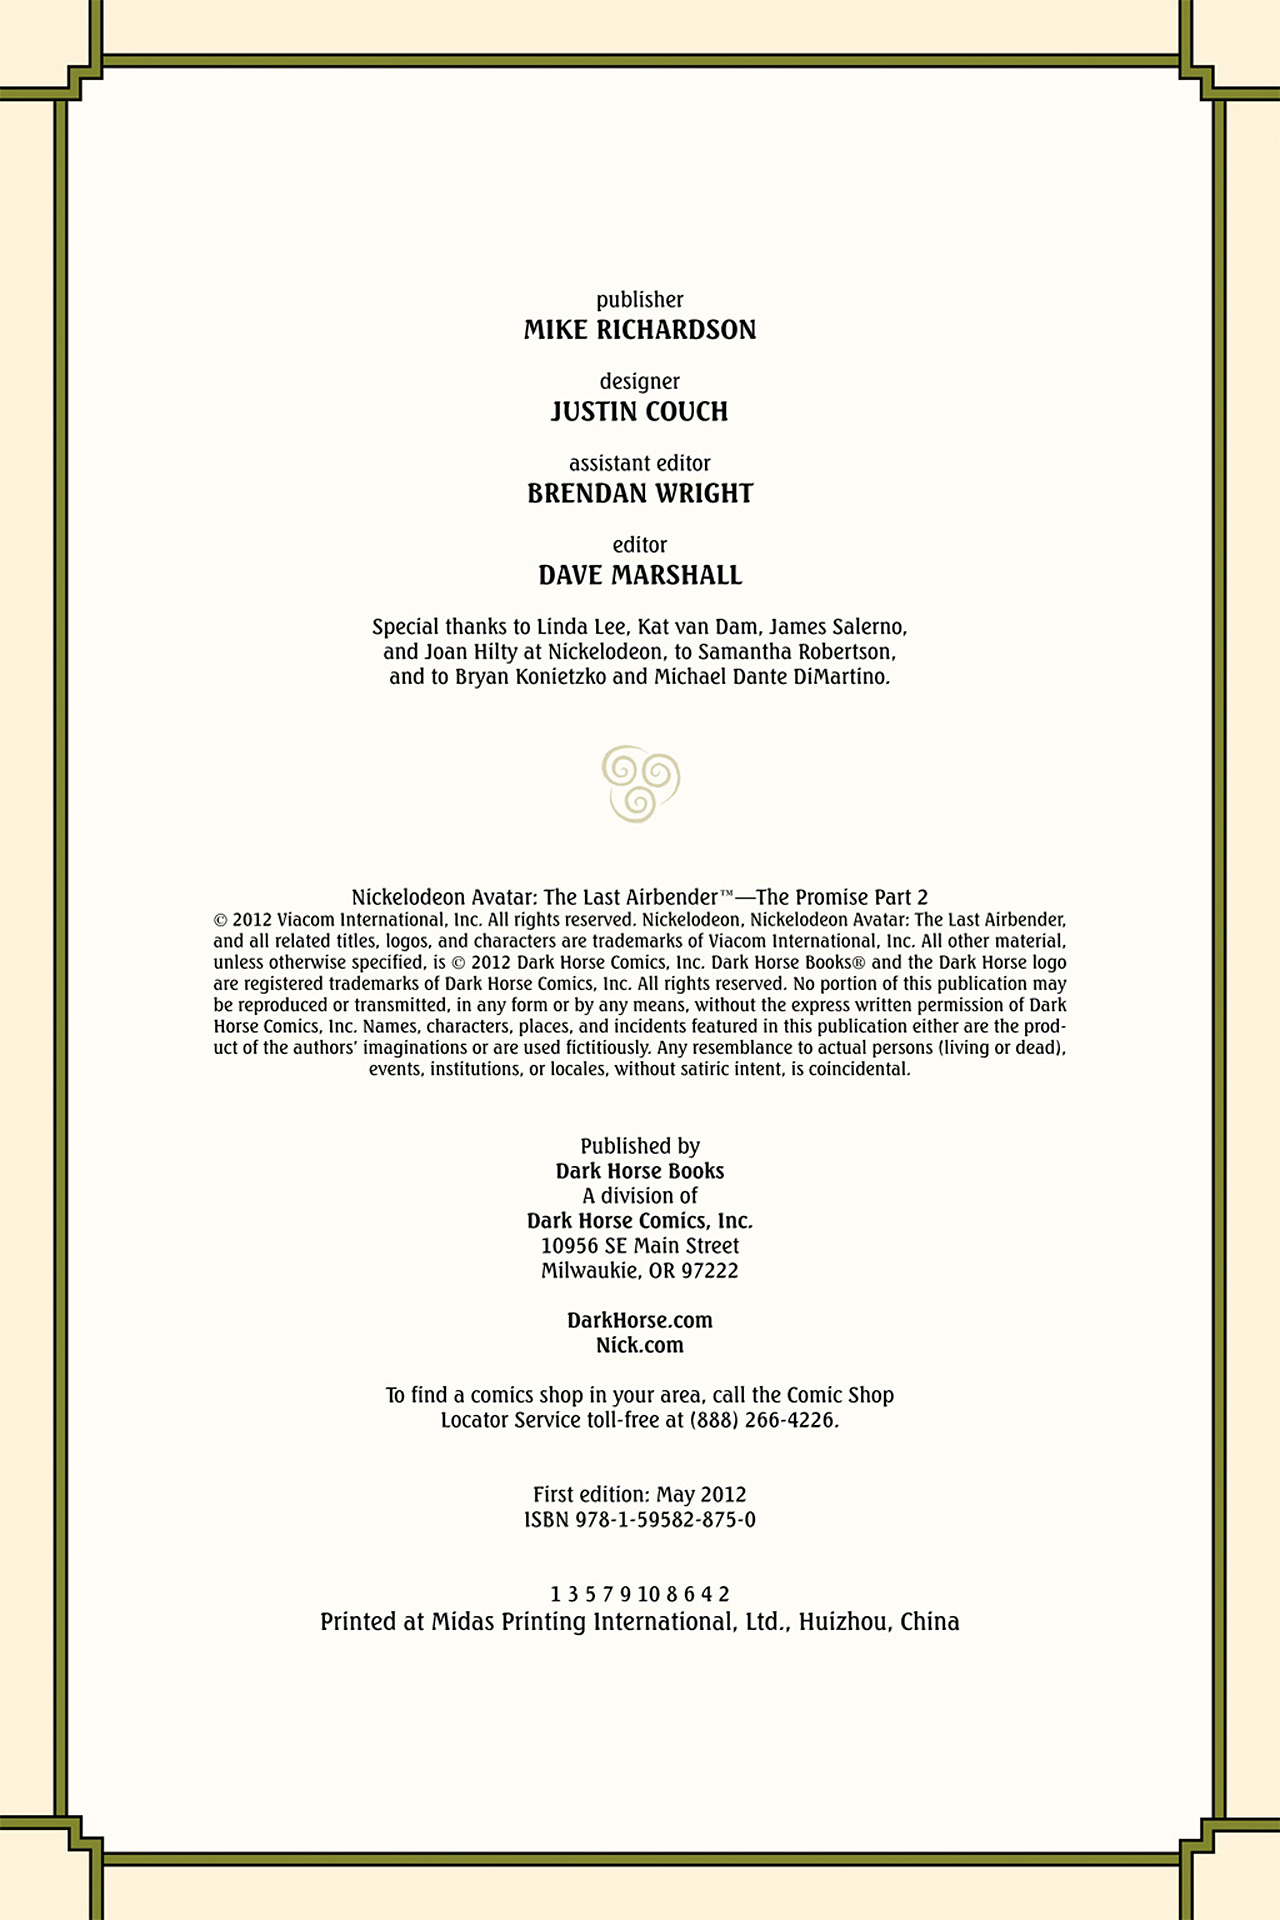 publisher
MIKE RICHARDSON
designer
JUSTIN COUCH
assistant editor
BRENDAN WRIGHT
editor
DAVE MARSHALL
Special thanks to Linda Lee, Kat van Dam, James Salerno,
and Joan Hilty at Nickelodeon, to Samantha Robertson,
and to Bryan Konietzko and Michael Dante DiMartino.
Nickelodeon Avatar: The Last Airbender™—The Promise Part 2
© 2012 Viacom International, Inc. All rights reserved. Nickelodeon, Nickelodeon Avatar: The Last Airbender,
and all related titles, logos, and characters are trademarks of Viacom International, Inc. All other material,
unless otherwise specified, is © 2012 Dark Horse Comics, Inc. Dark Horse Books® and the Dark Horse logo
are registered trademarks of Dark Horse Comics, Inc. All rights reserved. No portion of this publication may
be reproduced or transmitted, in any form or by any means, without the express written permission of Dark
Horse Comics, Inc. Names, characters, places, and incidents featured in this publication either are the prod-
uct of the authors’ imaginations or are used fictitiously. Any resemblance to actual persons (living or dead),
events, institutions, or locales, without satiric intent, is coincidental.
Published by
Dark Horse Books
A division of
Dark Horse Comics, Inc.
10956 SE Main Street
Milwaukie, OR 97222
DarkHorse.com
Nick.com
To find a comics shop in your area, call the Comic Shop
Locator Service toll-free at (888) 266-4226.
First edition: May 2012
ISBN 978-1-59582-875-0
1 3 5 7 9 10 8 6 4 2
Printed at Midas Printing International, Ltd., Huizhou, China